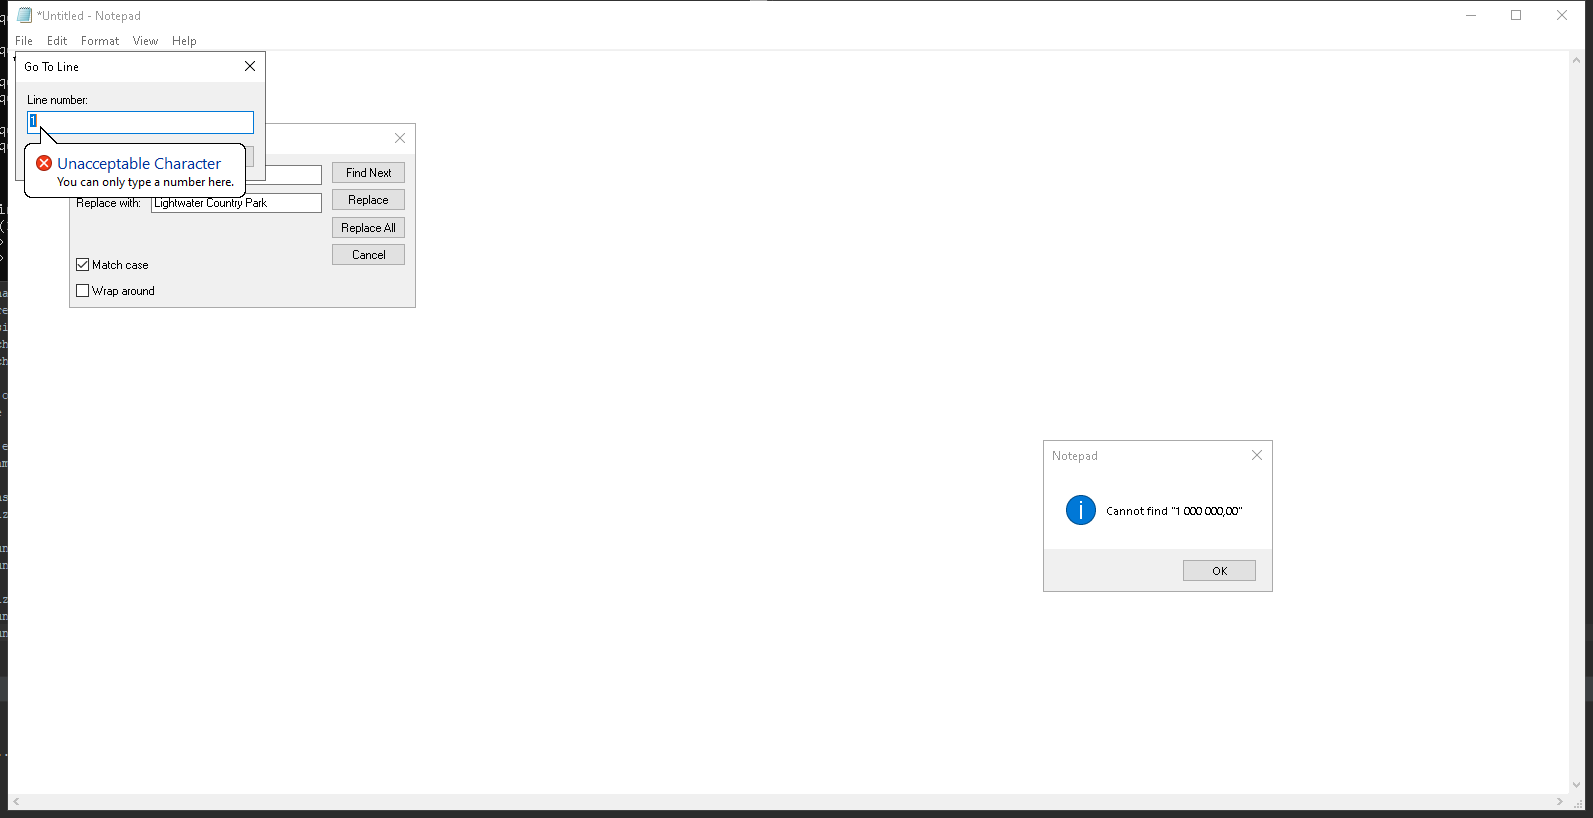 *Untitled - Notepad
File Edit Format View Help
Go To Line
Line number:
1
Unacceptable Character
You can only type a number here.
Find Next
Replace with: Lightwater Country Park
Replace
Replace All
Cancel
Match case
Wrap around
Notepad
Cannot find "1 000 000,00"
OK